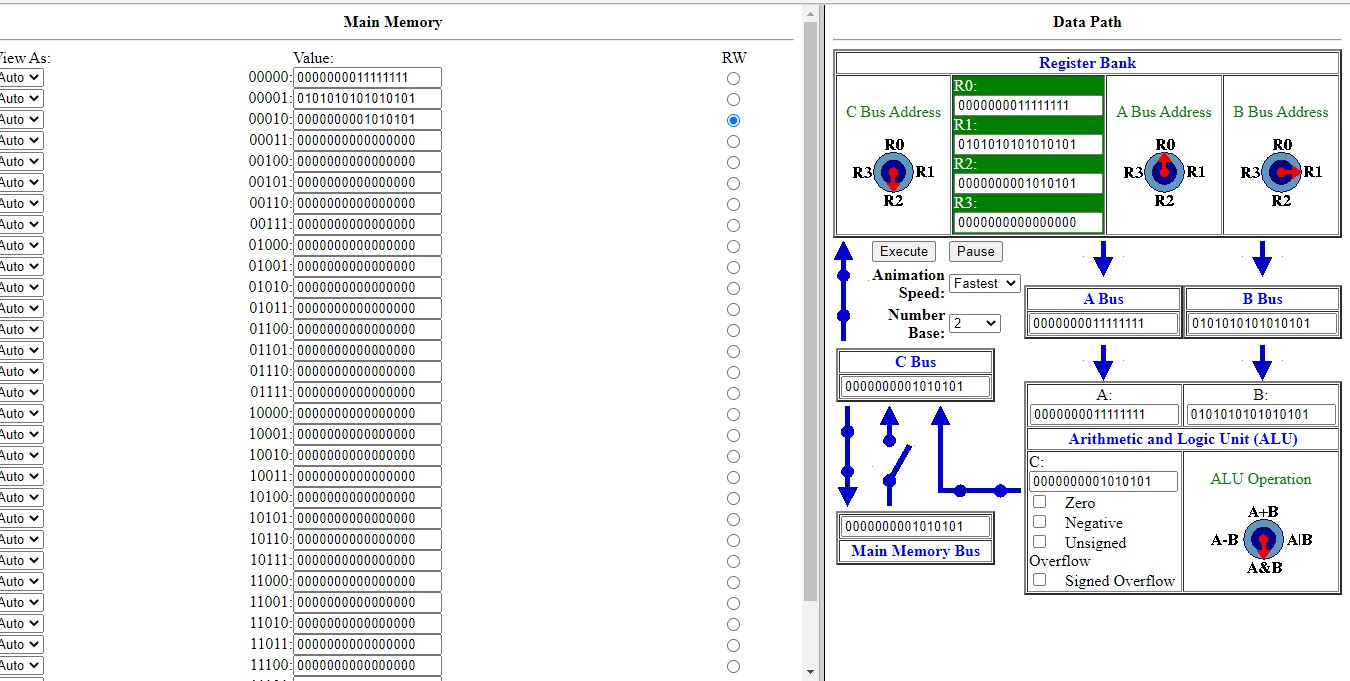 Main Memory
View As: Value: RW
Auto 00000: 0000000011111111
Auto 00001: 0101010101010101
Auto 00010: 0000000001010101
Auto 00011: 0000000000000000
Auto 00100: 0000000000000000
Auto 00101: 0000000000000000
Auto 00110: 0000000000000000
Auto 00111: 0000000000000000
Auto 01000: 0000000000000000
Auto 01001: 0000000000000000
Auto 01010: 0000000000000000
Auto 01011: 0000000000000000
Auto 01100: 0000000000000000
Auto 01101: 0000000000000000
Auto 01110: 0000000000000000
Auto 01111: 0000000000000000
Auto 10000: 0000000000000000
Auto 10001: 0000000000000000
Auto 10010: 0000000000000000
Auto 10011: 0000000000000000
Auto 10100: 0000000000000000
Auto 10101: 0000000000000000
Auto 10110: 0000000000000000
Auto 10111: 0000000000000000
Auto 11000: 0000000000000000
Auto 11001: 0000000000000000
Auto 11010: 0000000000000000
Auto 11011: 0000000000000000
Auto 11100: 0000000000000000
Data Path
Register Bank
C Bus Address
R0
R3 R1
R2
R0:
0000000011111111
R1:
0101010101010101
R2:
0000000001010101
R3:
0000000000000000
A Bus Address
R0
R3 R1
R2
B Bus Address
R0
R3 R1
R2
Execute Pause
Animation
Speed: Fastest
Number
Base: 2
A Bus
0000000011111111
B Bus
0101010101010101
C Bus
0000000001010101
A:
0000000011111111
B:
0101010101010101
Arithmetic and Logic Unit (ALU)
C:
0000000001010101
Zero
Negative
Unsigned
Overflow
Signed Overflow
ALU Operation
A+B
A-B A|B
A&B
0000000001010101
Main Memory Bus